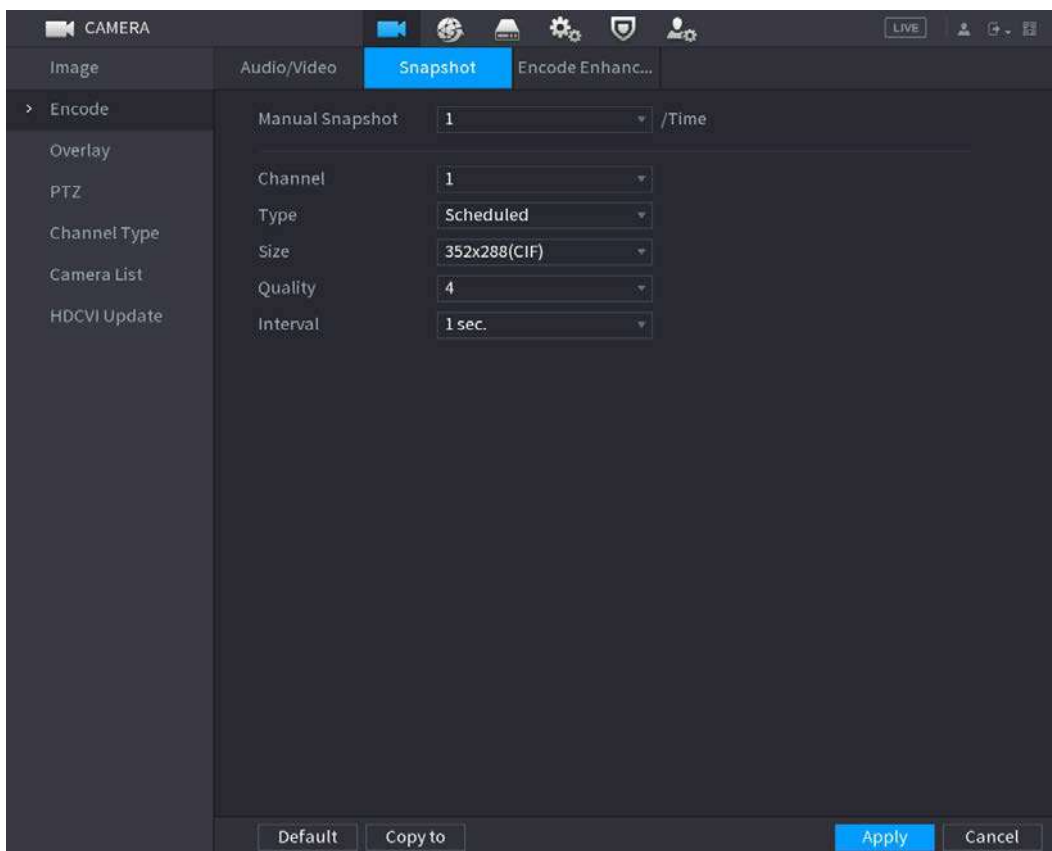 CAMERA
LIVE
Image
Encode
Overlay
PTZ
Channel Type
Camera List
HDCVI Update
Audio/Video
Snapshot
Encode Enhanc...
Manual Snapshot 1 /Time
Channel 1
Type Scheduled
Size 352x288(CIF)
Quality 4
Interval 1 sec.
Default
Copy to
Apply
Cancel